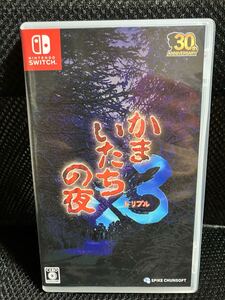 NINTENDO
SWITCH
30th
ANNIVERSARY
かま
いたち
の夜
×3
トリプル
SPIKE CHUNSOFT